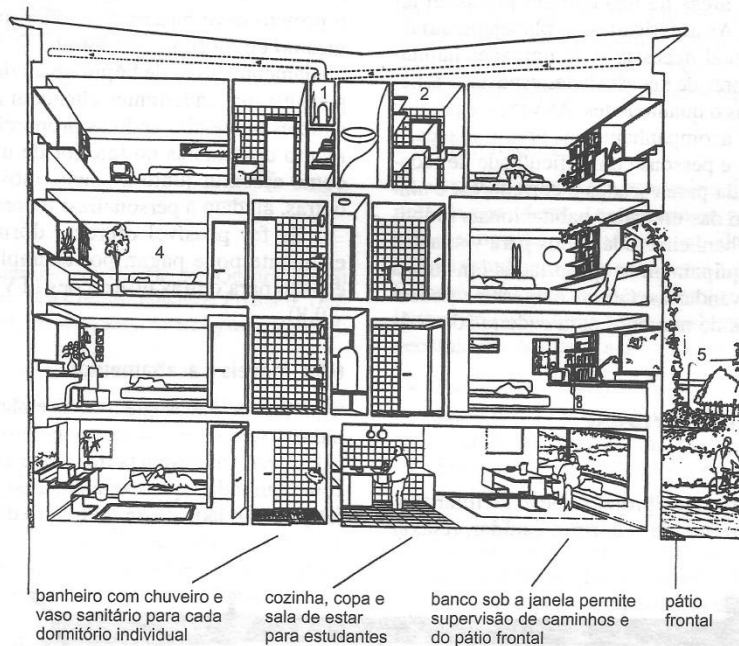 1
2
5
banheiro com chuveiro e
vaso sanitário para cada
dormitório individual
cozinha, copa e
sala de estar
para estudantes
banco sob a janela permite
supervisão de caminhos e
do pátio frontal
pátio
frontal